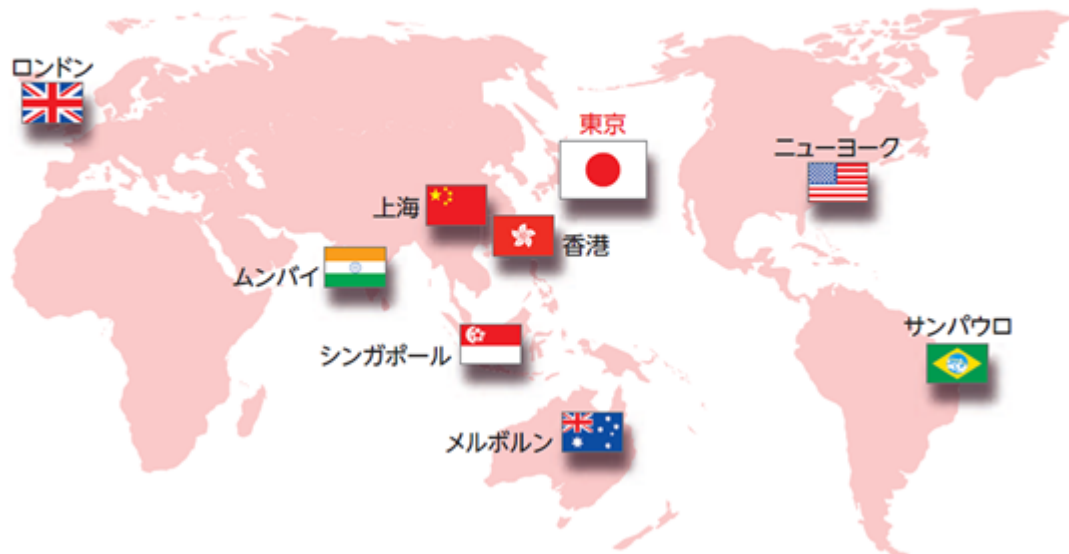 ロンドン
東京
ニューヨーク
上海
香港
ムンバイ
サンパウロ
シンガポール
メルボルン